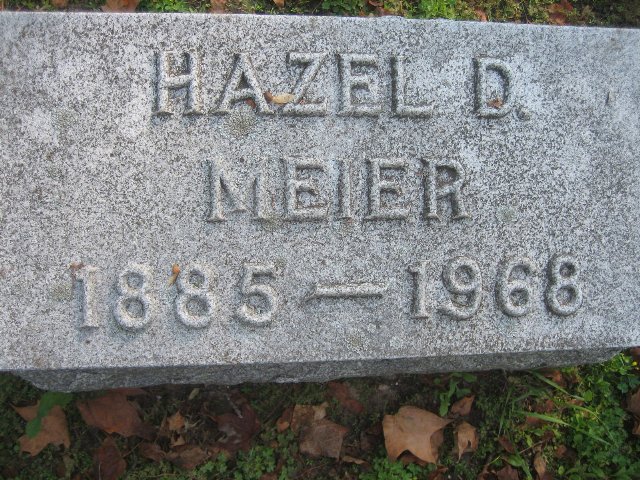 HAZEL D.
MEIER
1885 — 1968